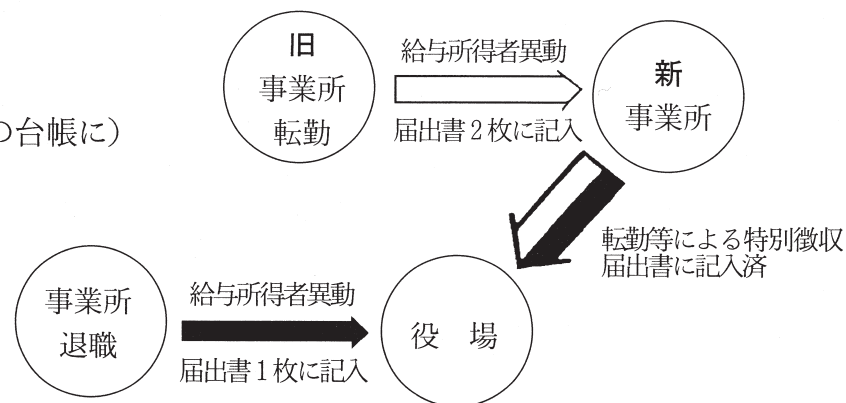 旧
事業所
転勤
給与所得者異動
届出書2枚に記入
新
事業所
の台帳に）
転勤等による特別徴収
届出書に記入済
事業所
退職
給与所得者異動
届出書1枚に記入
役　場